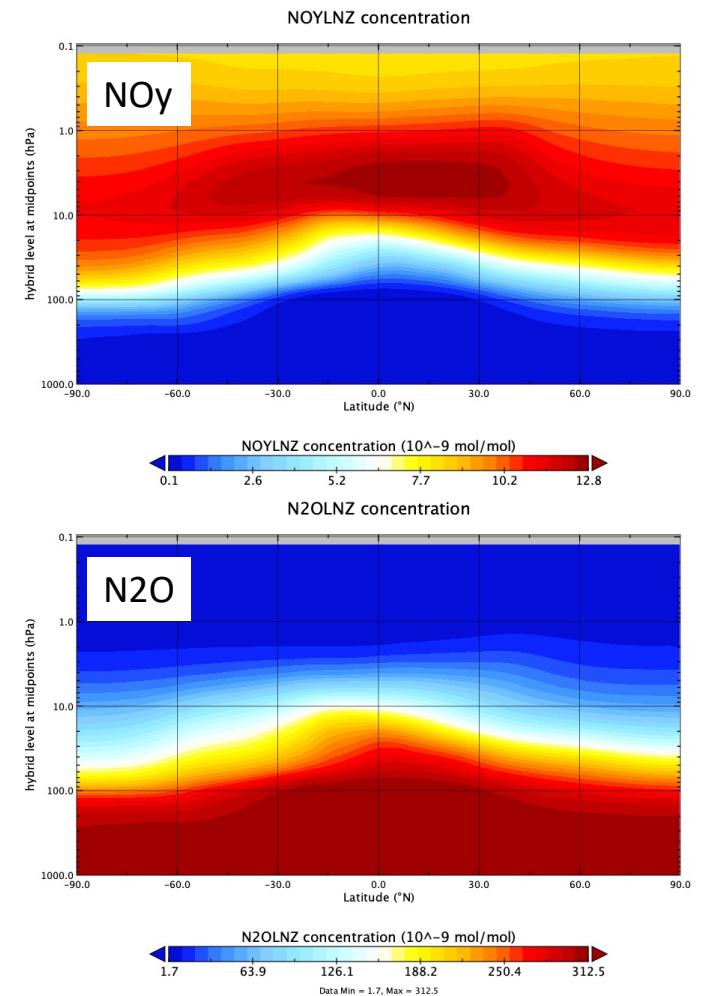 NOYLNZ concentration
0.1
NOy
1.0
hybrid level at midpoints (hPa)
10.0
100.0
1000.0
−90.0 −60.0 −30.0 0.0 30.0 60.0 90.0
Latitude (°N)
NOYLNZ concentration (10^−9 mol/mol)
0.1 2.6 5.2 7.7 10.2 12.8
N2OLNZ concentration
0.1
N2O
1.0
hybrid level at midpoints (hPa)
10.0
100.0
1000.0
−90.0 −60.0 −30.0 0.0 30.0 60.0 90.0
Latitude (°N)
N2OLNZ concentration (10^−9 mol/mol)
1.7 63.9 126.1 188.2 250.4 312.5
Data Min = 1.7, Max = 312.5